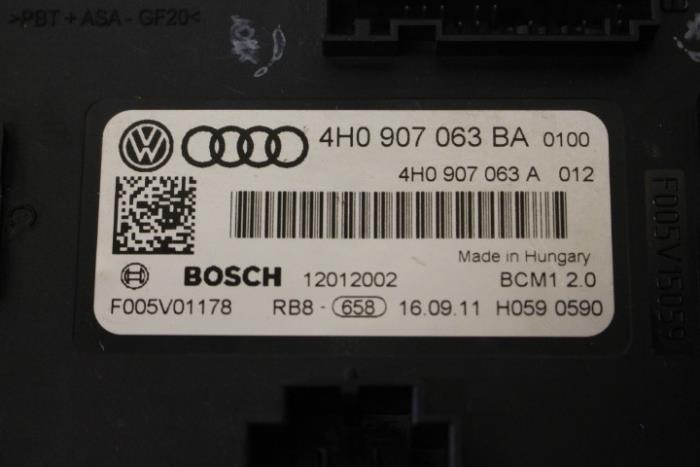 >PBT + ASA - GF20<
B
4H0 907 063 BA 0100
4H0 907 063 A 012
Made in Hungary
BOSCH 12012002 BCM1 2.0
F005V01178 RB8 - 658 16.09.11 H059 0590
F005V15059